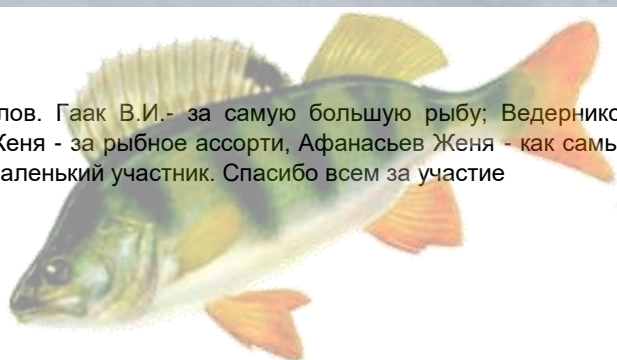 лов. Гаак В.И.- за самую большую рыбу; Ведернико
Женя - за рыбное ассорти, Афанасьев Женя - как самы
аленький участник. Спасибо всем за участие